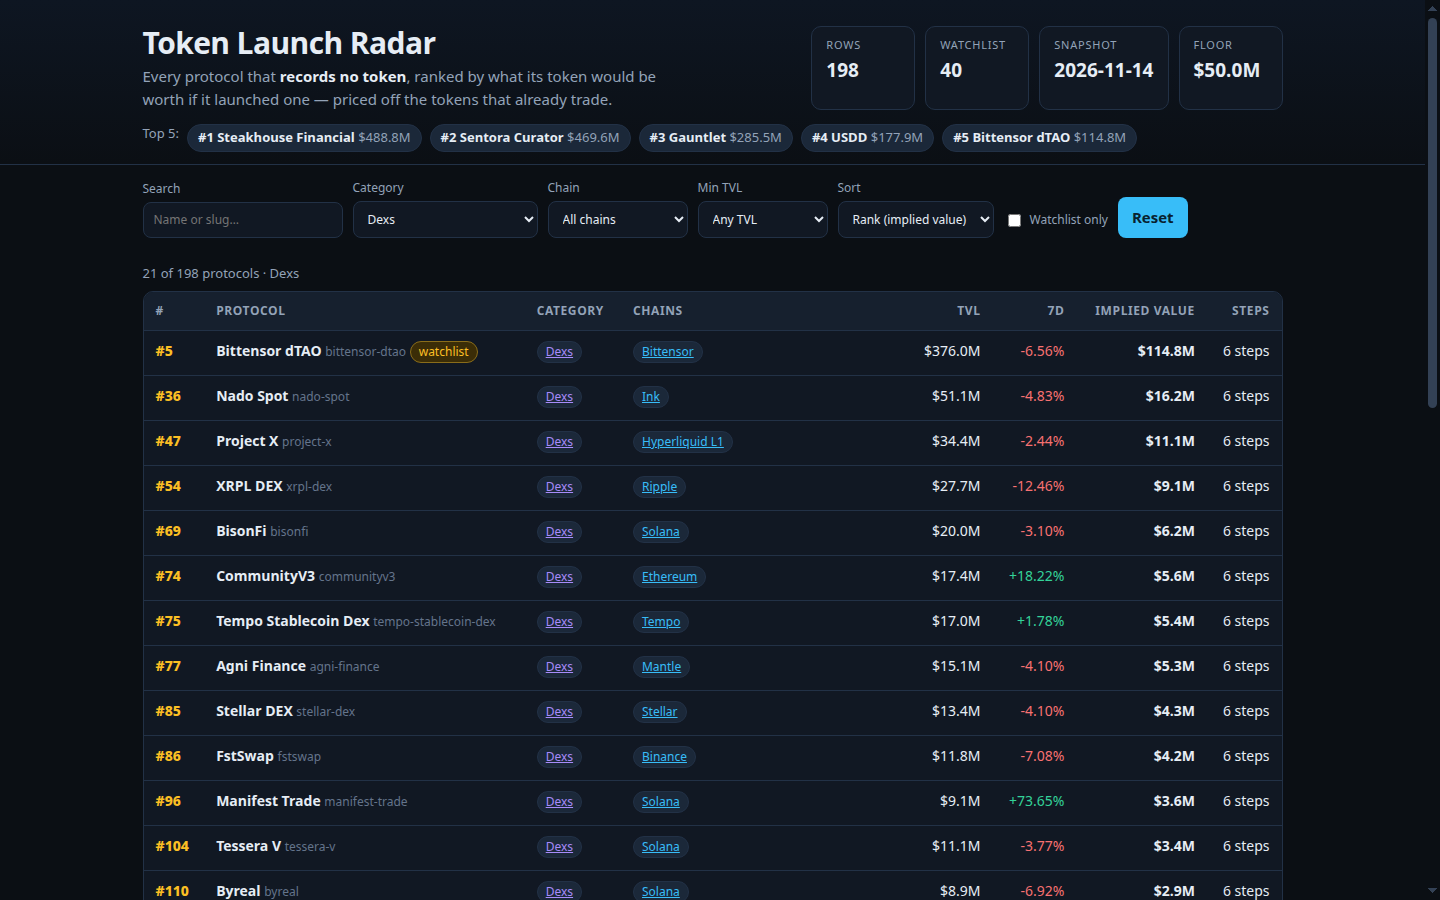 Token Launch Radar
Every protocol that records no token, ranked by what its token would be
worth if it launched one — priced off the tokens that already trade.
ROWS
198
WATCHLIST
40
SNAPSHOT
2026-11-14
FLOOR
$50.0M
Top 5: #1 Steakhouse Financial $488.8M #2 Sentora Curator $469.6M #3 Gauntlet $285.5M #4 USDD $177.9M #5 Bittensor dTAO $114.8M
Search Category Chain Min TVL Sort
Name or slug... Dexs All chains Any TVL Rank (implied value) Watchlist only Reset
21 of 198 protocols · Dexs
# PROTOCOL CATEGORY CHAINS TVL 7D IMPLIED VALUE STEPS
#5 Bittensor dTAO bittensor-dtao watchlist Dexs Bittensor $376.0M -6.56% $114.8M 6 steps
#36 Nado Spot nado-spot Dexs Ink $51.1M -4.83% $16.2M 6 steps
#47 Project X project-x Dexs Hyperliquid L1 $34.4M -2.44% $11.1M 6 steps
#54 XRPL DEX xrpl-dex Dexs Ripple $27.7M -12.46% $9.1M 6 steps
#69 BisonFi bisonfi Dexs Solana $20.0M -3.10% $6.2M 6 steps
#74 CommunityV3 communityv3 Dexs Ethereum $17.4M +18.22% $5.6M 6 steps
#75 Tempo Stablecoin Dex tempo-stablecoin-dex Dexs Tempo $17.0M +1.78% $5.4M 6 steps
#77 Agni Finance agni-finance Dexs Mantle $15.1M -4.10% $5.3M 6 steps
#85 Stellar DEX stellar-dex Dexs Stellar $13.4M -4.10% $4.3M 6 steps
#86 FstSwap fstswap Dexs Binance $11.8M -7.08% $4.2M 6 steps
#96 Manifest Trade manifest-trade Dexs Solana $9.1M +73.65% $3.6M 6 steps
#104 Tessera V tessera-v Dexs Solana $11.1M -3.77% $3.4M 6 steps
#110 Byreal byreal Dexs Solana $8.9M -6.92% $2.9M 6 steps